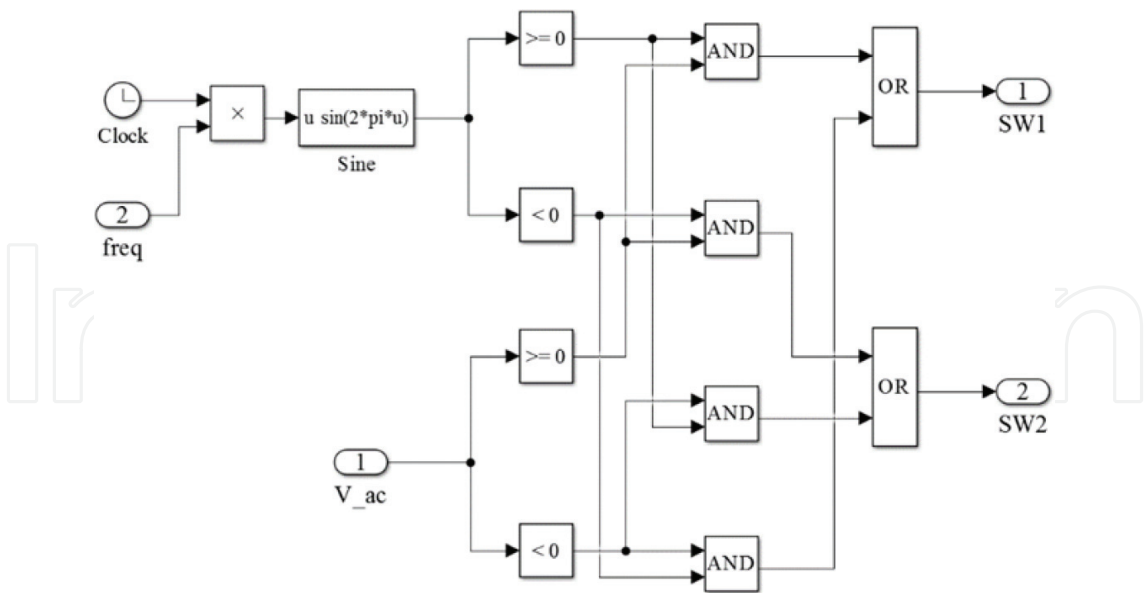 >= 0
AND
OR
1
SW1
Clock
×
u sin(2*pi*u)
Sine
2
freq
< 0
AND
>= 0
OR
2
SW2
AND
1
V_ac
< 0
AND